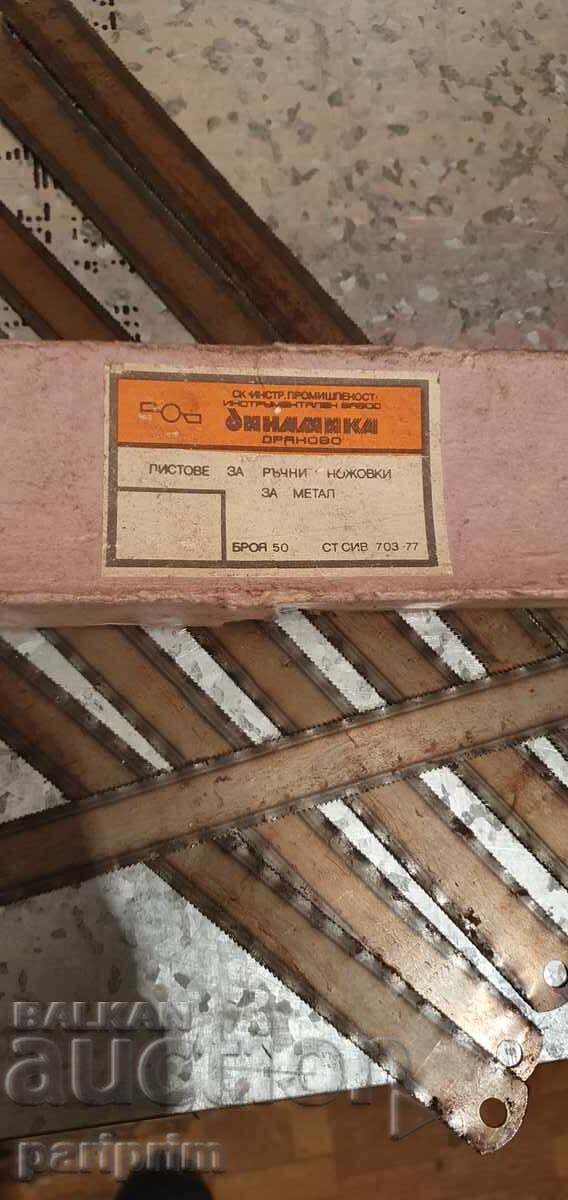 СК "ИНСТР. ПРОМИШЛЕНОСТ"
ИНСТРУМЕНТАЛЕН ЗАВОД
ДИНАМИКА
ДРЯНОВО
ЛИСТОВЕ ЗА РЪЧНИ НОЖОВКИ
ЗА МЕТАЛ
БРОЯ 50 СТ СИВ 703-77
BALKAN
auction
pariprim